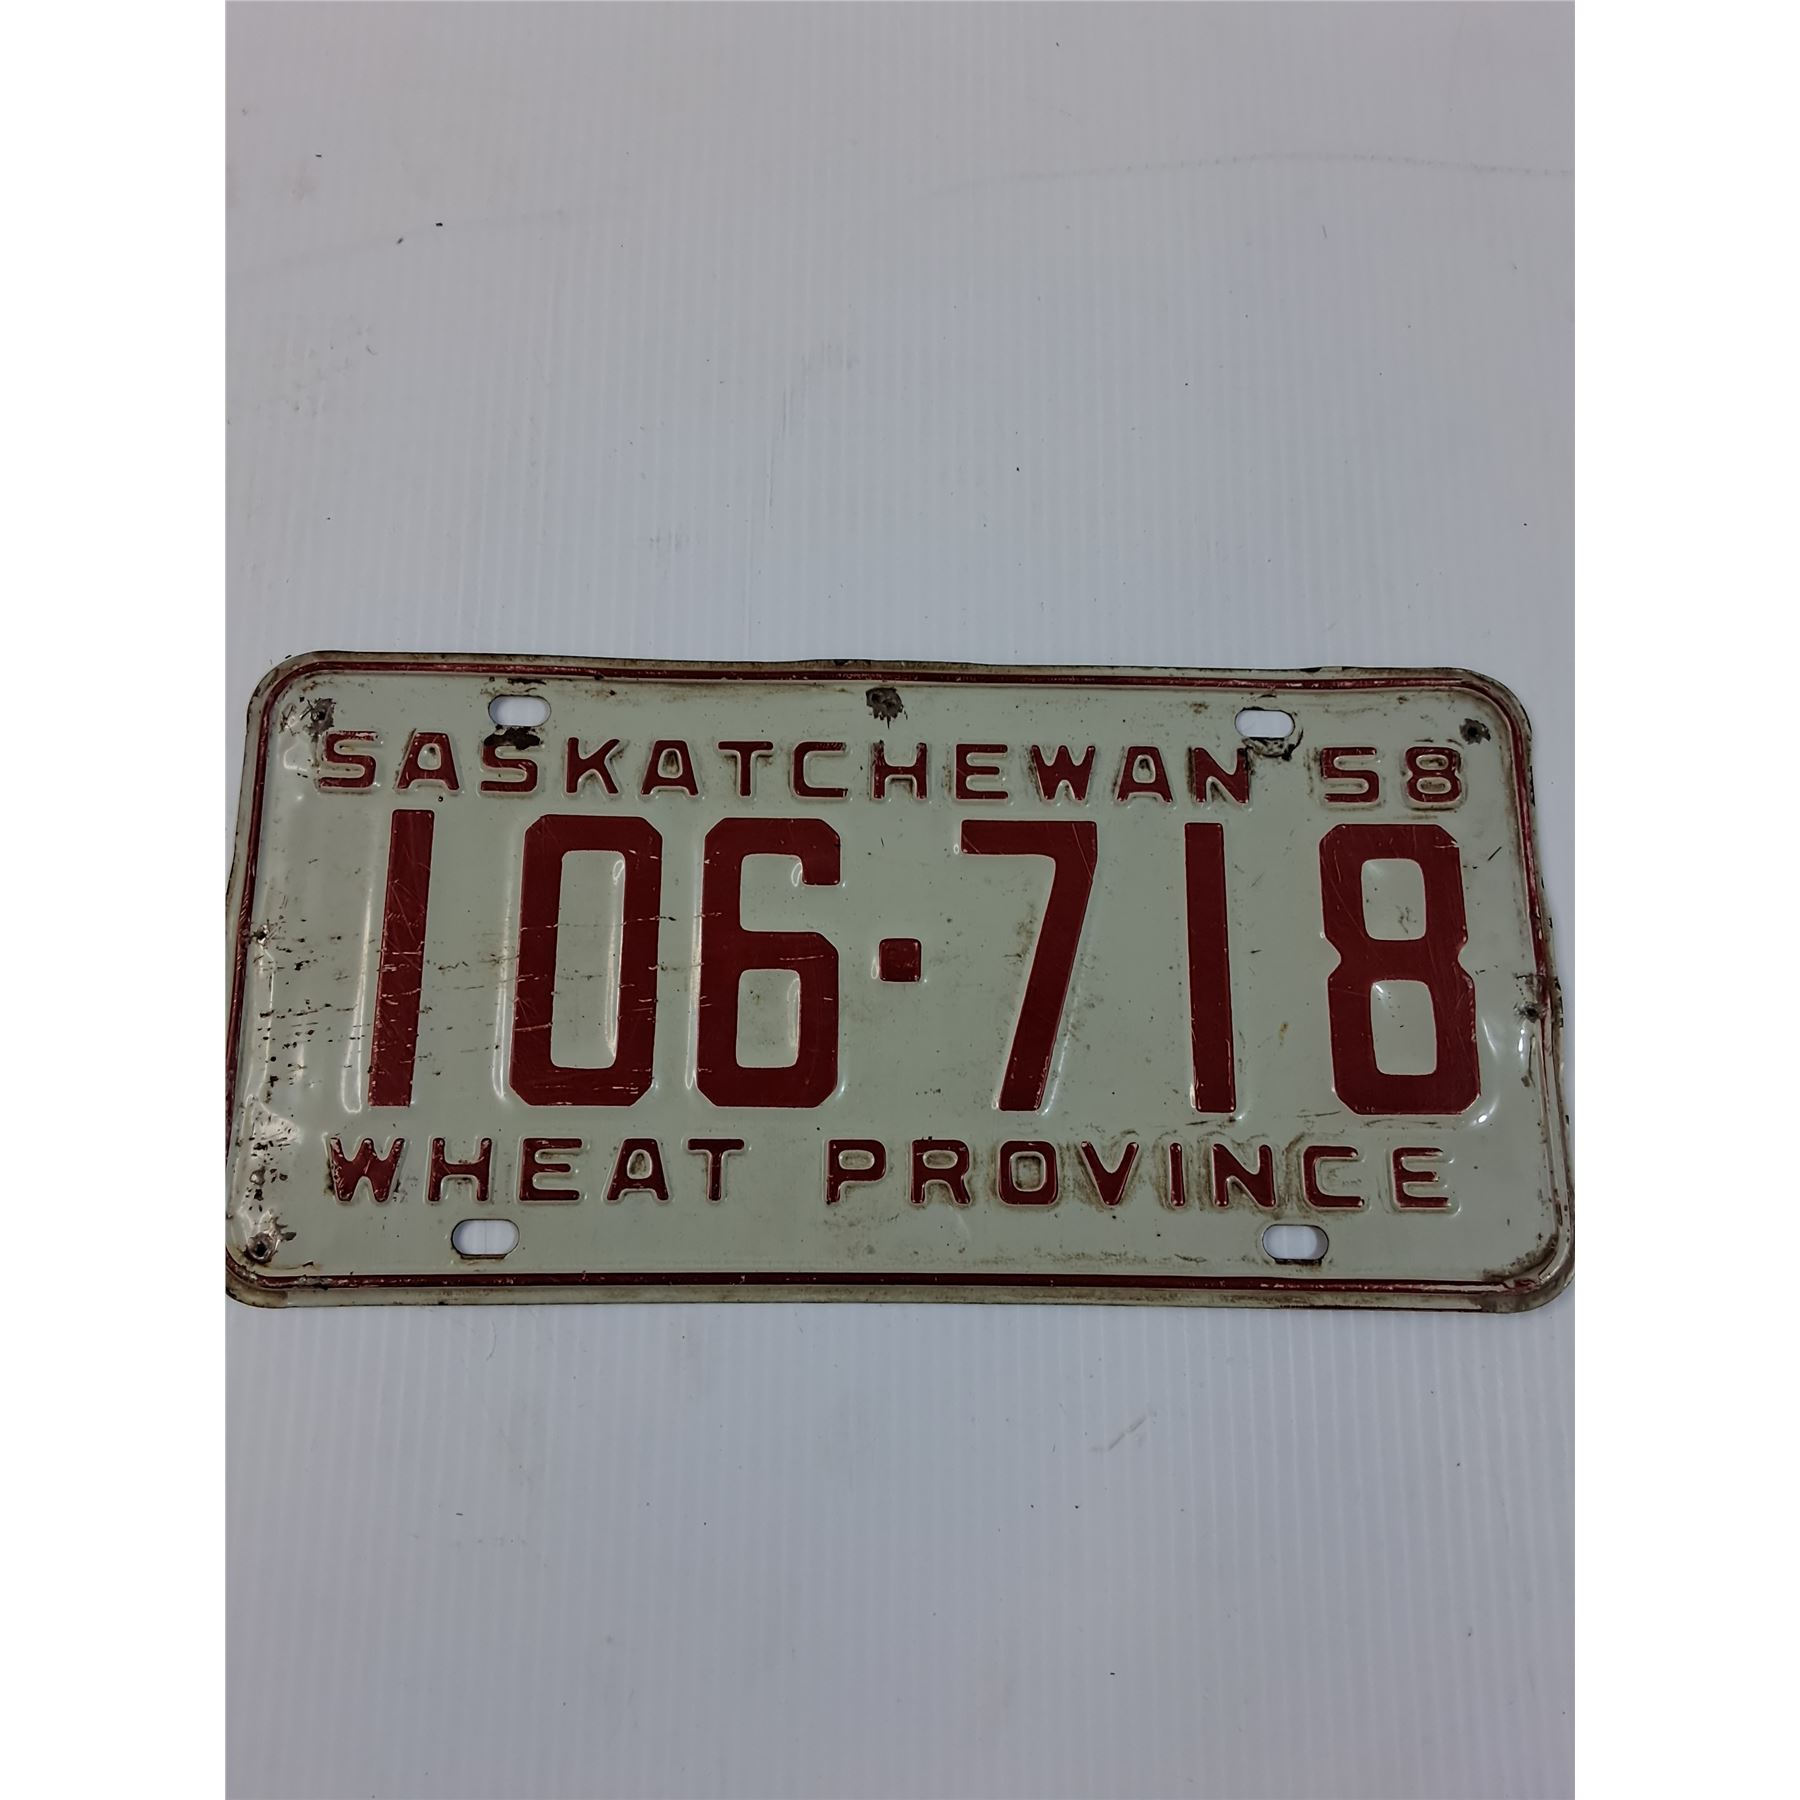 SASKATCHEWAN 58
106·718
WHEAT PROVINCE